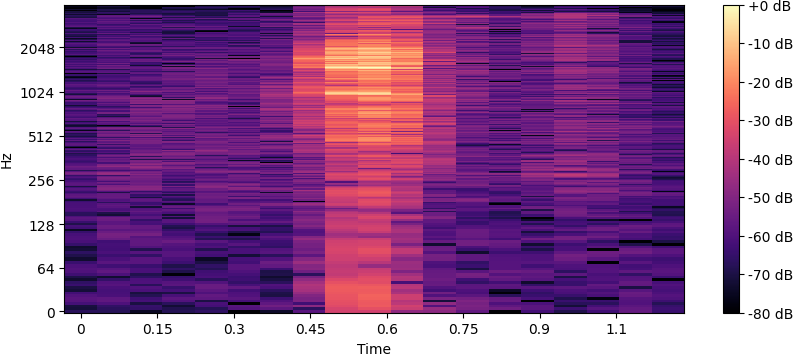 Hz
2048
1024
512
256
128
64
0
0 0.15 0.3 0.45 0.6 0.75 0.9 1.1
Time
+0 dB
-10 dB
-20 dB
-30 dB
-40 dB
-50 dB
-60 dB
-70 dB
-80 dB